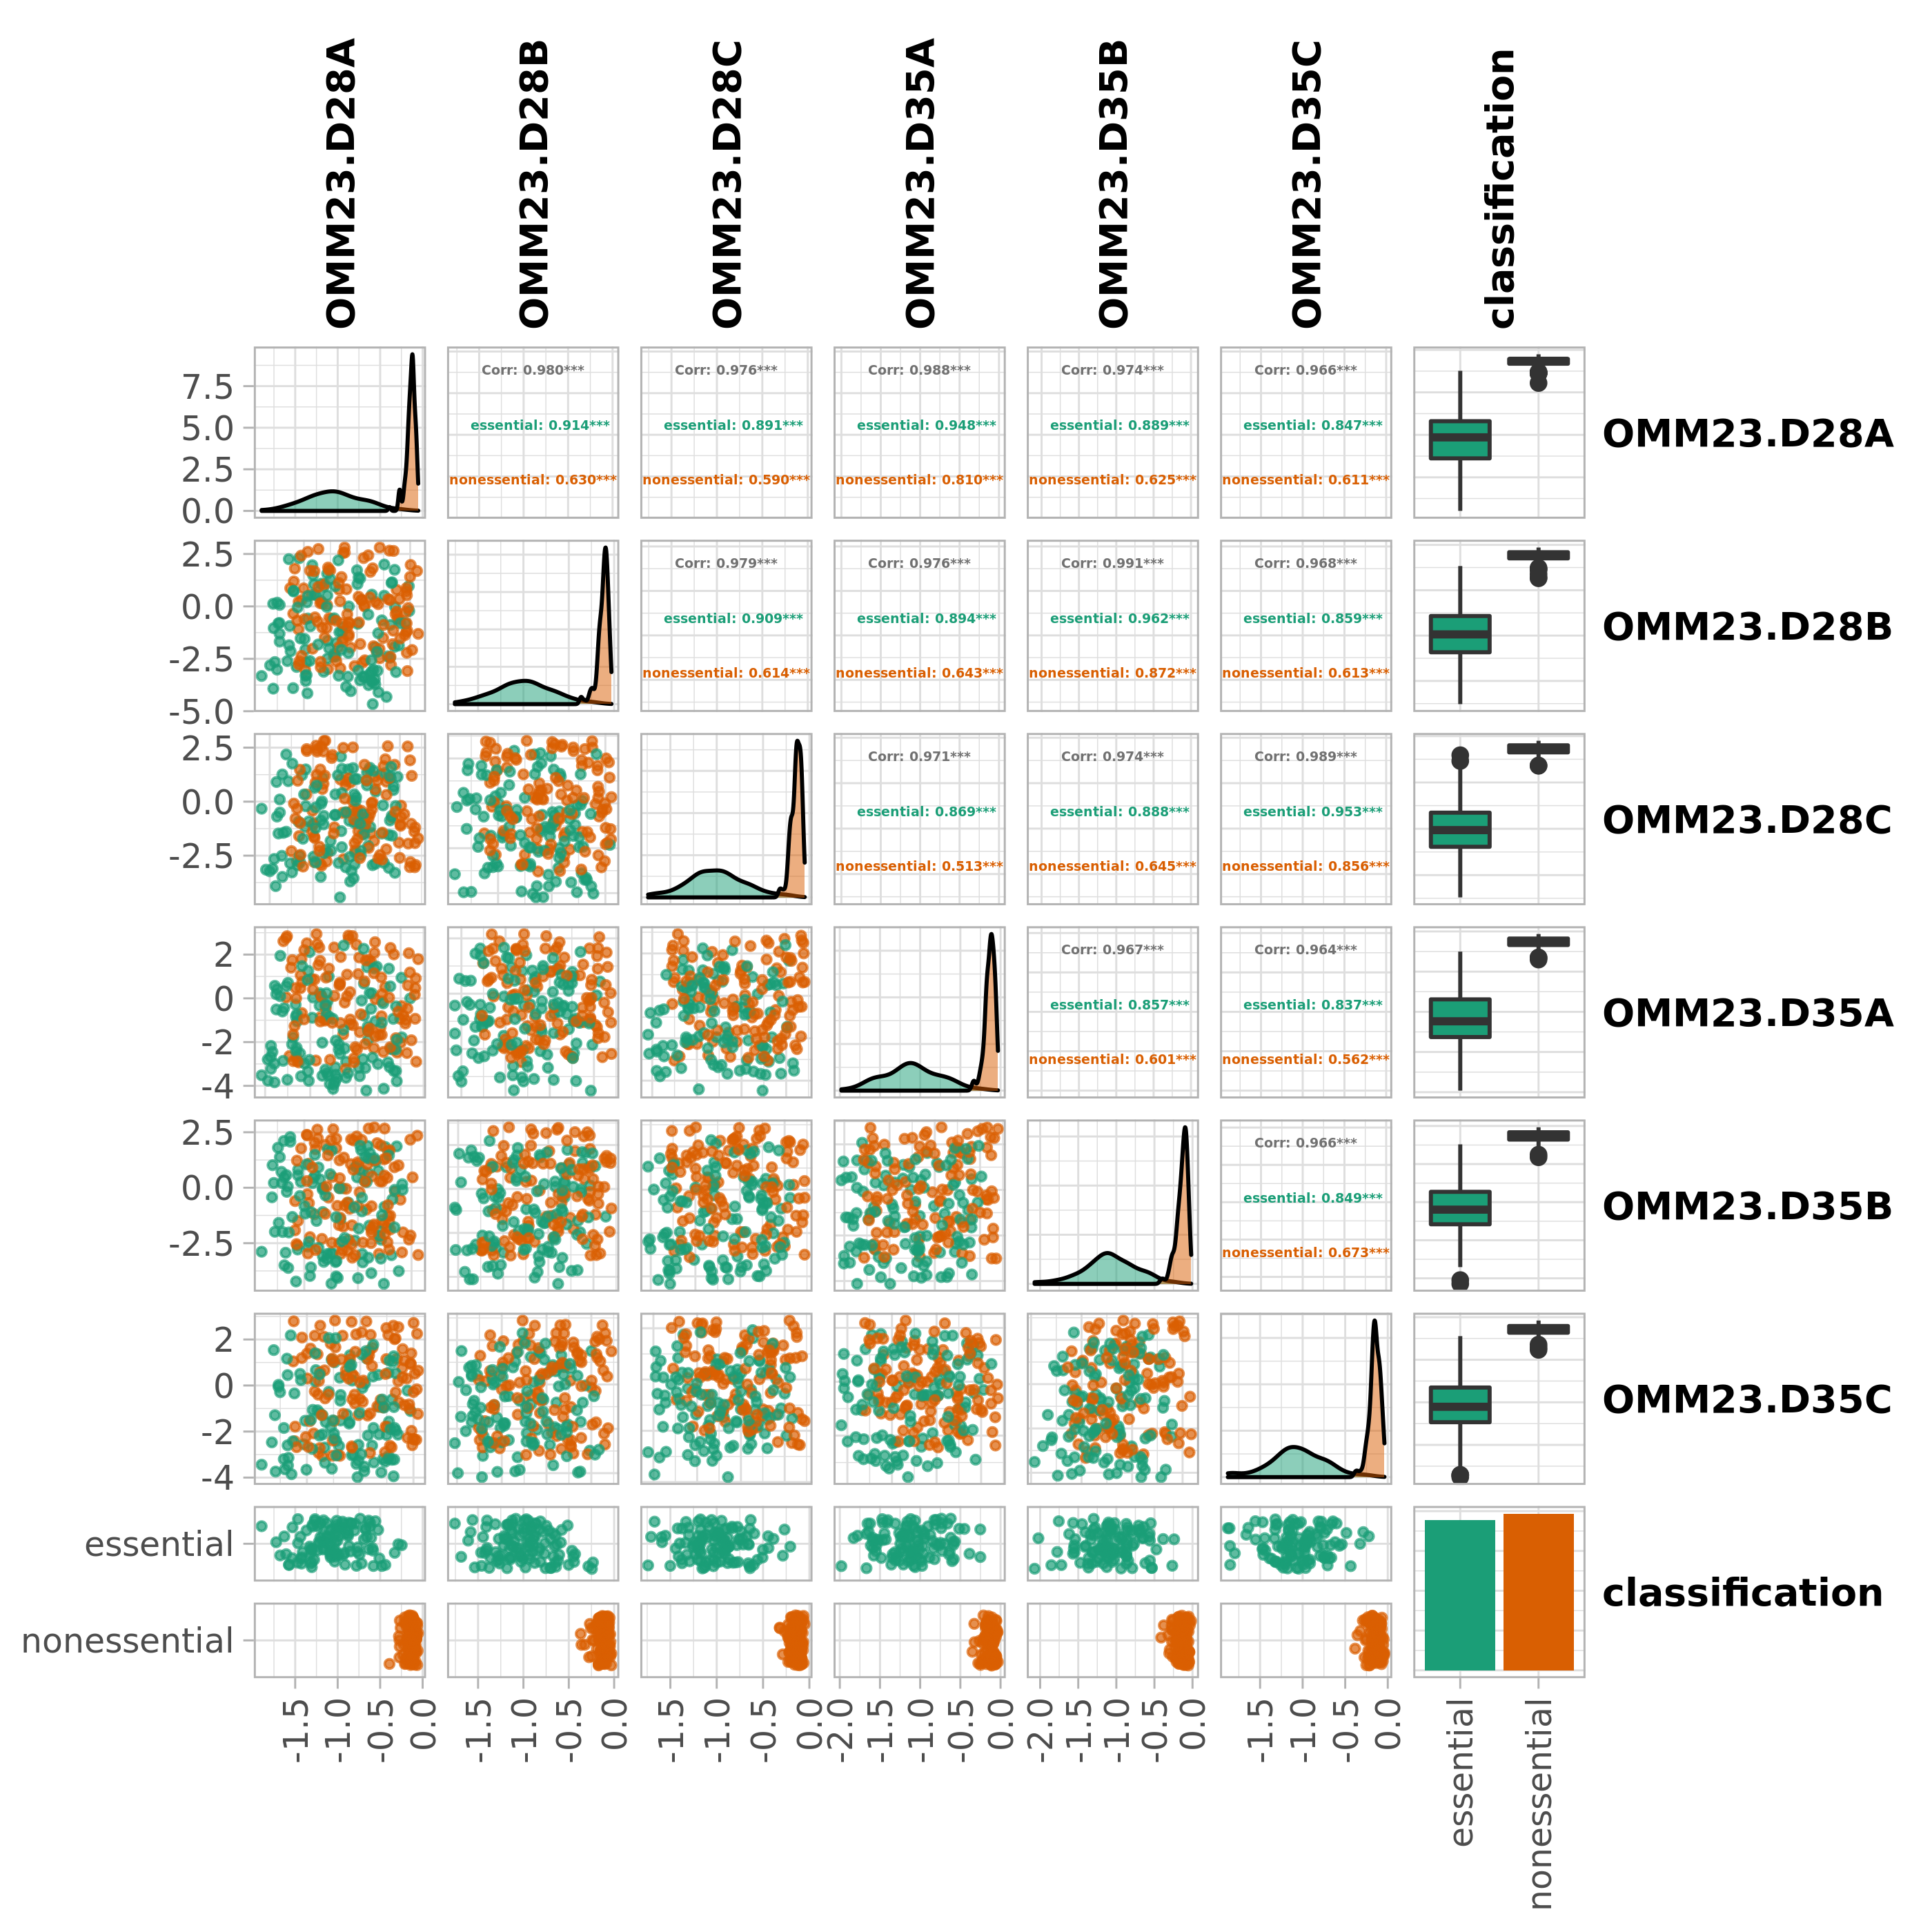 OMM23.D28A
OMM23.D28B
OMM23.D28C
OMM23.D35A
OMM23.D35B
OMM23.D35C
classification
7.5
5.0
2.5
0.0
Corr: 0.980***
essential: 0.914***
nonessential: 0.630***
Corr: 0.976***
essential: 0.891***
nonessential: 0.590***
Corr: 0.988***
essential: 0.948***
nonessential: 0.810***
Corr: 0.974***
essential: 0.889***
nonessential: 0.625***
Corr: 0.966***
essential: 0.847***
nonessential: 0.611***
OMM23.D28A
2.5
0.0
-2.5
-5.0
Corr: 0.979***
essential: 0.909***
nonessential: 0.614***
Corr: 0.976***
essential: 0.894***
nonessential: 0.643***
Corr: 0.991***
essential: 0.962***
nonessential: 0.872***
Corr: 0.968***
essential: 0.859***
nonessential: 0.613***
OMM23.D28B
2.5
0.0
-2.5
Corr: 0.971***
essential: 0.869***
nonessential: 0.513***
Corr: 0.974***
essential: 0.888***
nonessential: 0.645***
Corr: 0.989***
essential: 0.953***
nonessential: 0.856***
OMM23.D28C
2
0
-2
-4
Corr: 0.967***
essential: 0.857***
nonessential: 0.601***
Corr: 0.964***
essential: 0.837***
nonessential: 0.562***
OMM23.D35A
2.5
0.0
-2.5
Corr: 0.966***
essential: 0.849***
nonessential: 0.673***
OMM23.D35B
2
0
-2
-4
OMM23.D35C
essential
nonessential
classification
-1.5
-1.0
-0.5
0.0
-1.5
-1.0
-0.5
0.0
-1.5
-1.0
-0.5
0.0
-2.0
-1.5
-1.0
-0.5
0.0
-2.0
-1.5
-1.0
-0.5
0.0
-1.5
-1.0
-0.5
0.0
essential
nonessential